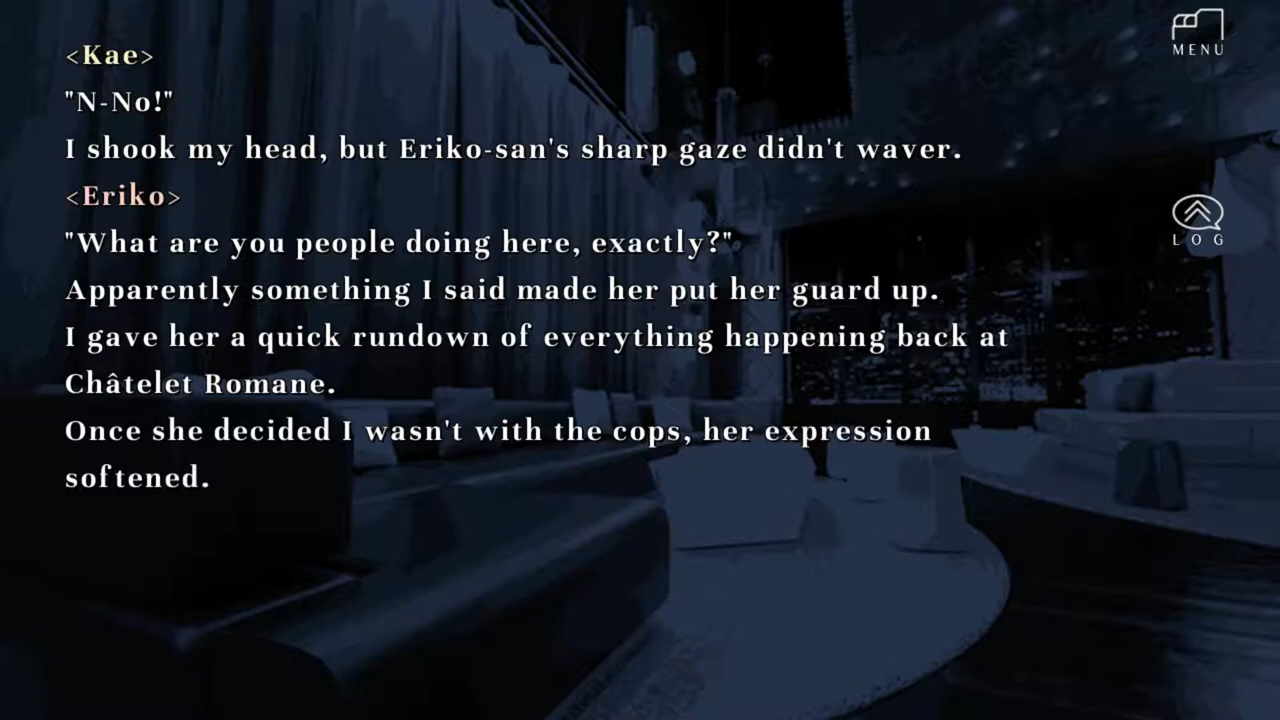 <Kae>
"N-No!"
I shook my head, but Eriko-san's sharp gaze didn't waver.
<Eriko>
"What are you people doing here, exactly?"
Apparently something I said made her put her guard up.
I gave her a quick rundown of everything happening back at
Châtelet Romane.
Once she decided I wasn't with the cops, her expression
softened.
MENU
LOG